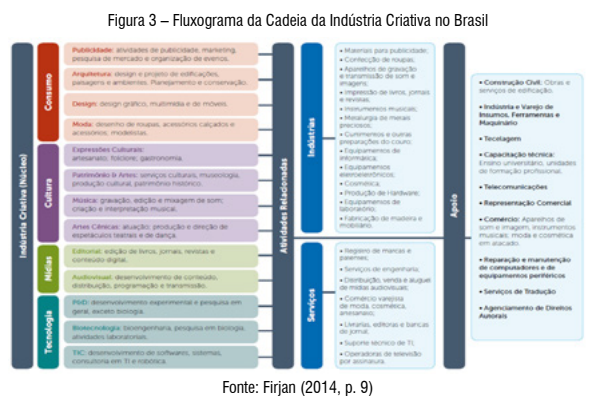 Figura 3 – Fluxograma da Cadeia da Indústria Criativa no Brasil
Indústria Criativa (Núcleo)
Consumo
Publicidade: atividades de publicidade, marketing,
pesquisa de mercado e organização de eventos.
Arquitetura: design e projeto de edificações,
paisagens e ambientes. Planejamento e conservação.
Design: design gráfico, multimídia e de móveis.
Moda: desenho de roupas, acessórios calçados e
acessórios; modelistas.
Cultura
Expressões Culturais:
artesanato, folclore, gastronomia.
Patrimônio & Artes: serviços culturais, museologia,
produção cultural, patrimônio histórico.
Música: gravação, edição e mixagem de som;
criação e interpretação musical.
Artes Cênicas: atuação; produção e direção de
espetáculos teatrais e de dança.
Mídias
Editorial: edição de livros, jornais, revistas e
conteúdo digital.
Audiovisual: desenvolvimento de conteúdo,
distribuição, programação e transmissão.
Tecnologia
P&D: desenvolvimento experimental e pesquisa em
geral, exceto biologia.
Biotecnologia: bioengenharia, pesquisa em biologia,
atividades laboratoriais.
TIC: desenvolvimento de softwares, sistemas,
consultoria em TI e robótica.
Atividades Relacionadas
Indústrias
• Materiais para publicidade;
• Confecção de roupas;
• Aparelhos de gravação
e transmissão de som e
imagens;
• Impressão de livros, jornais
e revistas;
• Instrumentos musicais;
• Metalurgia de metais
preciosos;
• Curtimentos e outras
preparações do couro;
• Equipamentos de
informática;
• Equipamentos
eletroeletrônicos;
• Cosmética;
• Produção de Hardware;
• Equipamentos de
laboratório;
• Fabricação de madeira e
mobiliário.
Serviços
• Registro de marcas e
patentes;
• Serviços de engenharia;
• Distribuição, venda e aluguel
de mídias audiovisuais;
• Comércio varejista
de moda, cosmética,
artesanato;
• Livrarias, editoras e bancas
de jornal;
• Suporte técnico de TI;
• Operadoras de televisão
por assinatura.
Apoio
• Construção Civil: Obras e
serviços de edificação.
• Indústria e Varejo de
Insumos, Ferramentas e
Maquinário
• Tecelagem
• Capacitação técnica:
Ensino universitário, unidades
de formação profissional.
• Telecomunicações
• Representação Comercial
• Comércio: Aparelhos de
som e imagem, instrumentos
musicais; moda e cosmética
em atacado.
• Reparação e manutenção
de computadores e de
equipamentos periféricos
• Serviços de Tradução
• Agenciamento de Direitos
Autorais
Fonte: Firjan (2014, p. 9)